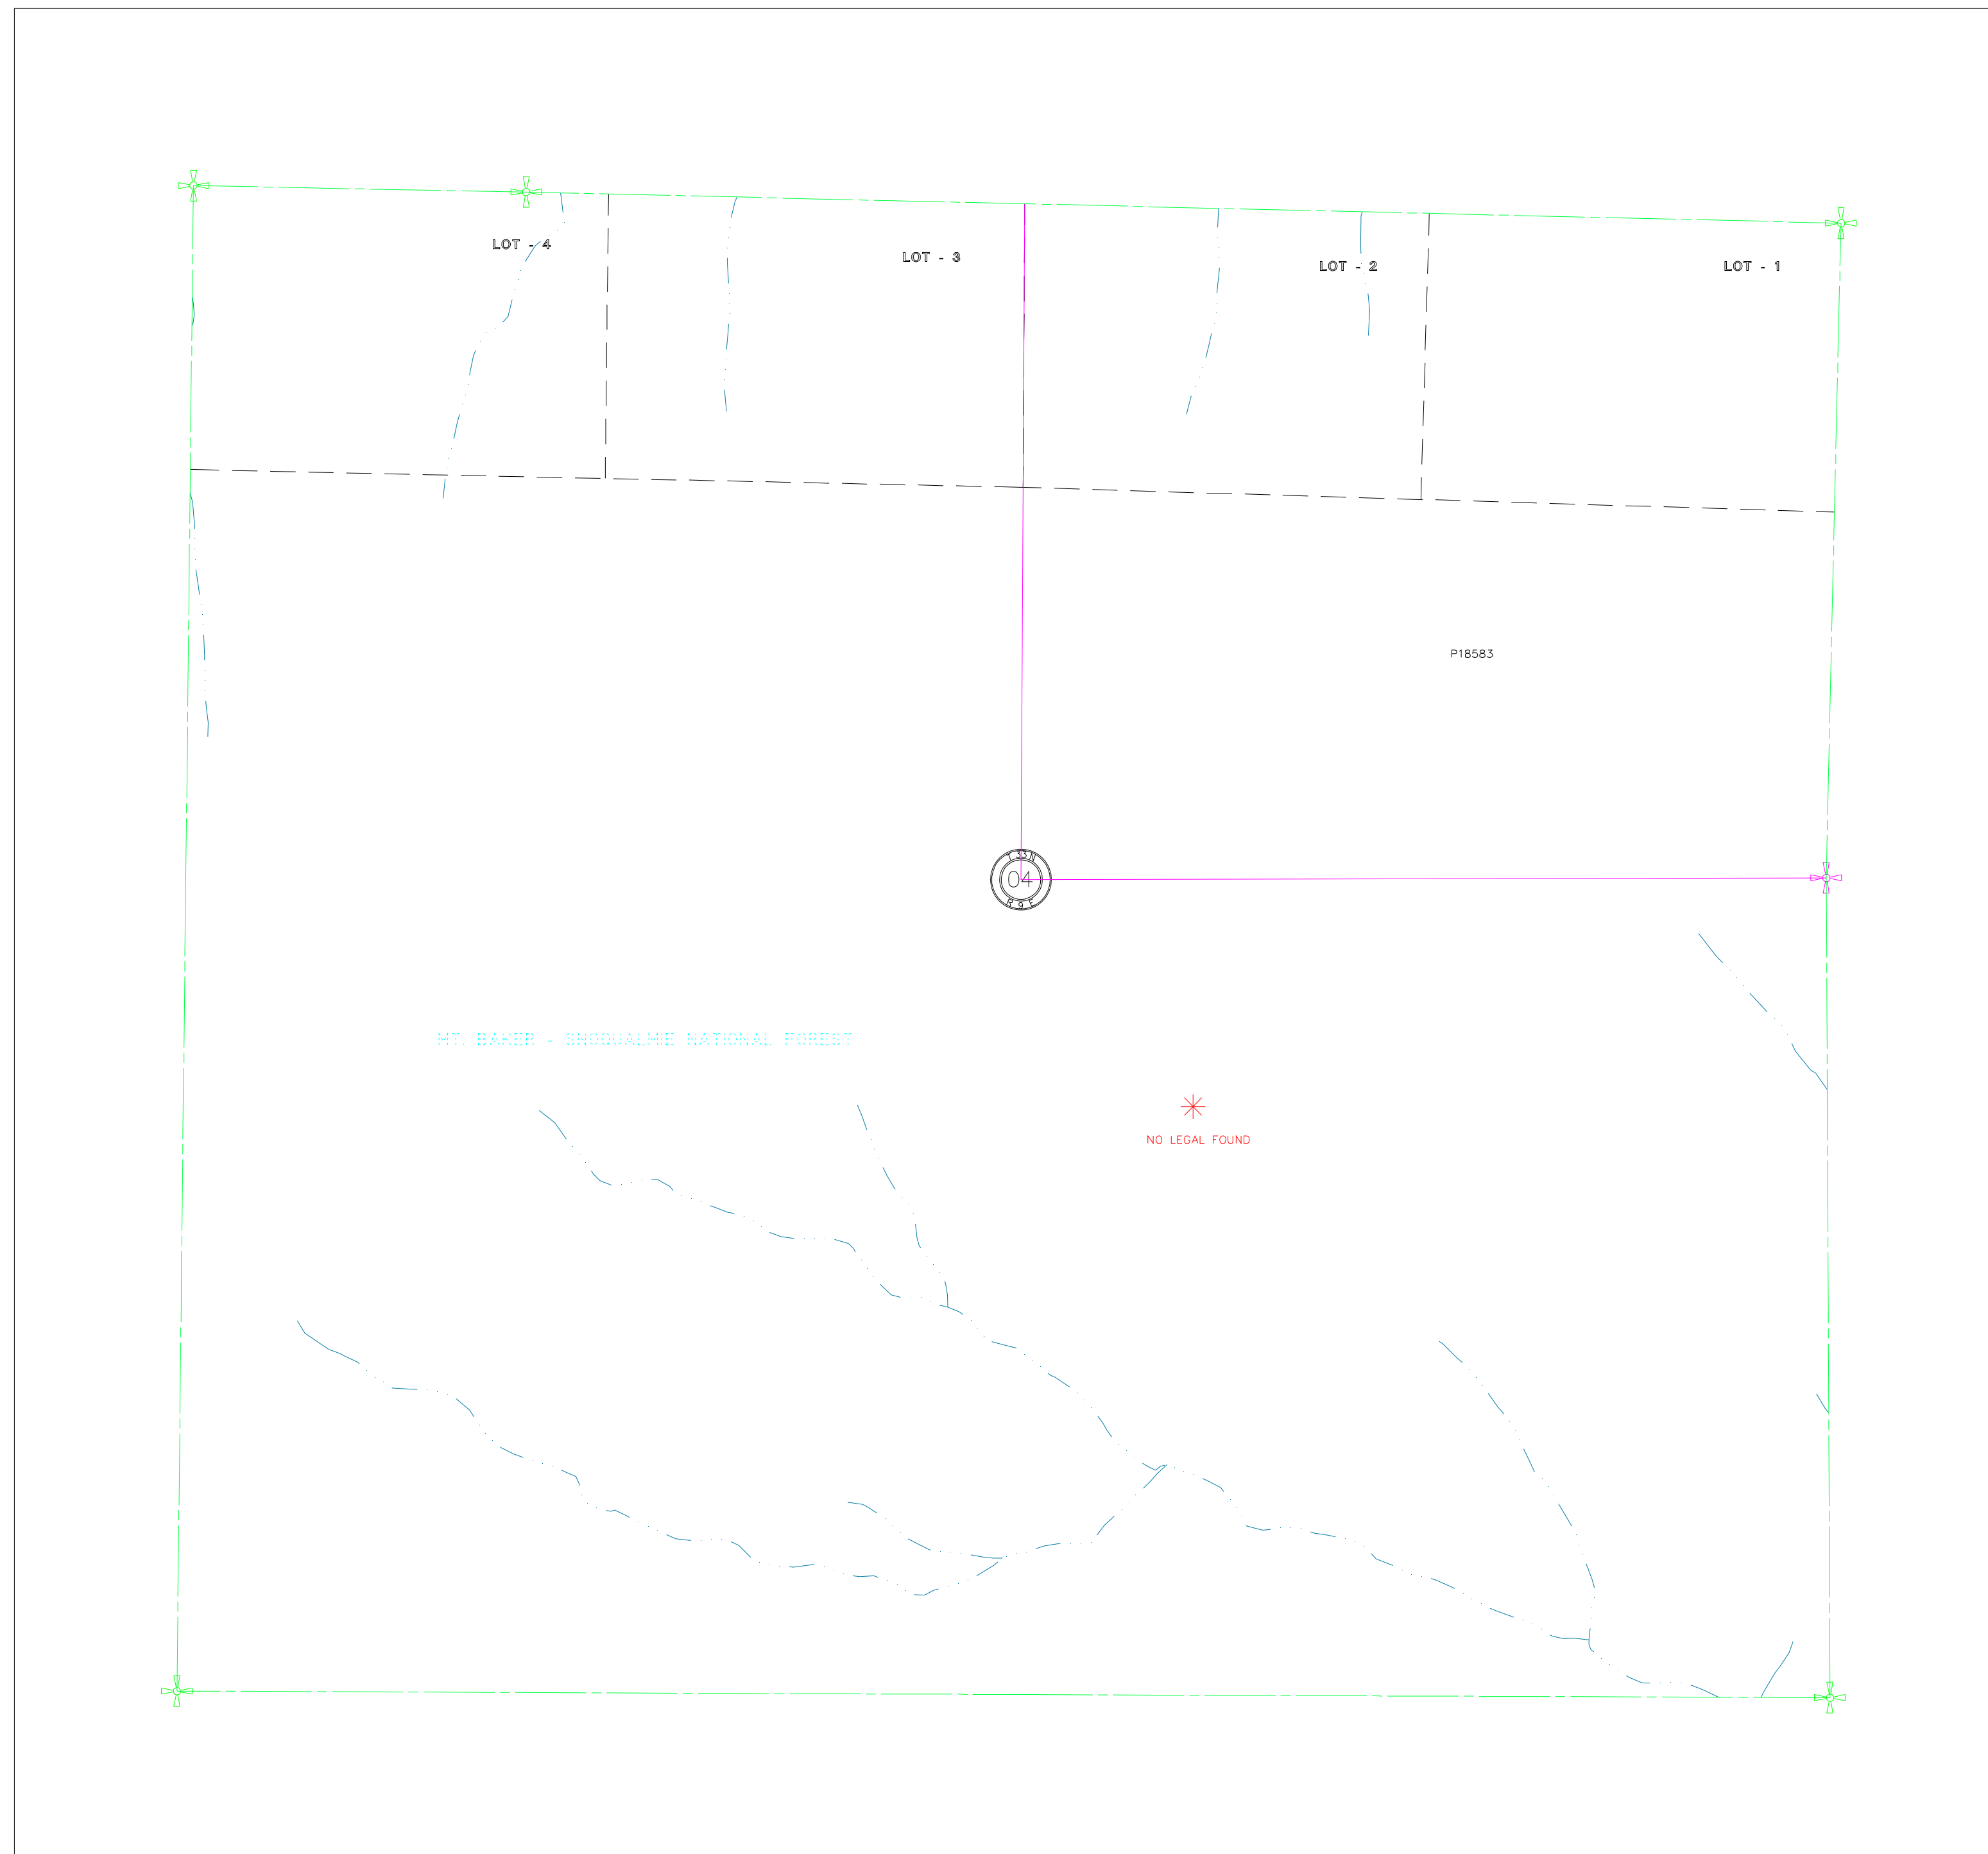 LOT - 4
LOT - 3
LOT - 2
LOT - 1
P18583
T33N
04
R9E
MT BAKER - SNOQUALMIE NATIONAL FOREST
NO LEGAL FOUND